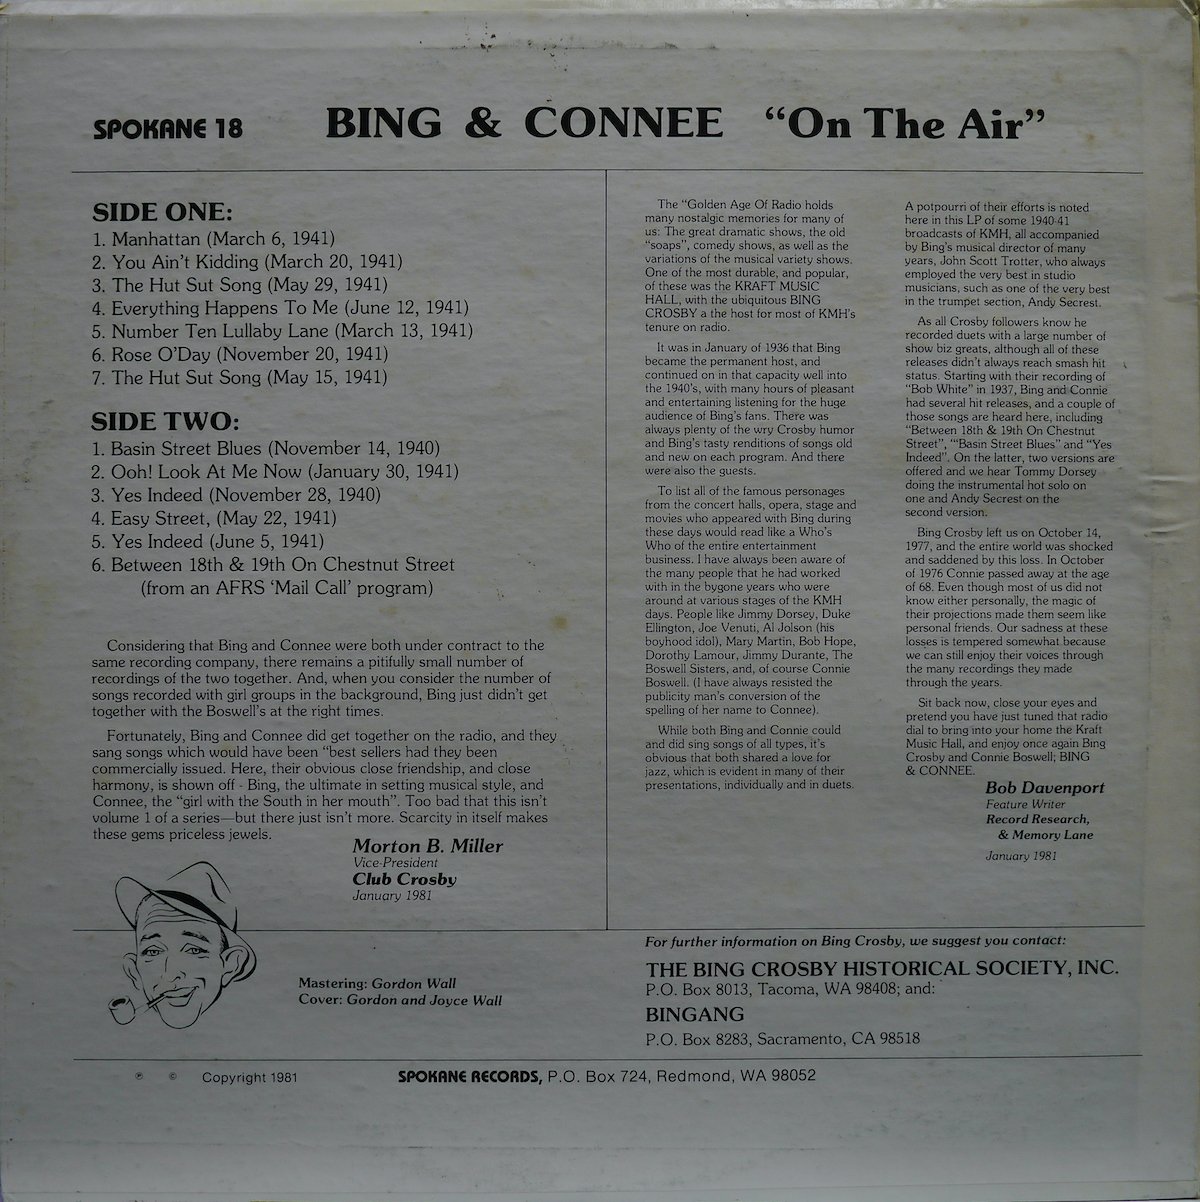 SPOKANE 18 BING & CONNEE "On The Air"
SIDE ONE:
1. Manhattan (March 6, 1941)
2. You Ain't Kidding (March 20, 1941)
3. The Hut Sut Song (May 29, 1941)
4. Everything Happens To Me (June 12, 1941)
5. Number Ten Lullaby Lane (March 13, 1941)
6. Rose O'Day (November 20, 1941)
7. The Hut Sut Song (May 15, 1941)
SIDE TWO:
1. Basin Street Blues (November 14, 1940)
2. Ooh! Look At Me Now (January 30, 1941)
3. Yes Indeed (November 28, 1940)
4. Easy Street, (May 22, 1941)
5. Yes Indeed (June 5, 1941)
6. Between 18th & 19th On Chestnut Street
(from an AFRS 'Mail Call' program)
Considering that Bing and Connee were both under contract to the
same recording company, there remains a pitifully small number of
recordings of the two together. And, when you consider the number of
songs recorded with girl groups in the background, Bing just didn't get
together with the Boswell's at the right times.
Fortunately, Bing and Connee did get together on the radio, and they
sang songs which would have been "best sellers had they been
commercially issued. Here, their obvious close friendship, and close
harmony, is shown off - Bing, the ultimate in setting musical style, and
Connee, the "girl with the South in her mouth". Too bad that this isn't
volume 1 of a series—but there just isn't more. Scarcity in itself makes
these gems priceless jewels.
Morton B. Miller
Vice-President
Club Crosby
January 1981
The "Golden Age Of Radio holds
many nostalgic memories for many of
us: The great dramatic shows, the old
"soaps", comedy shows, as well as the
variations of the musical variety shows.
One of the most durable, and popular,
of these was the KRAFT MUSIC
HALL, with the ubiquitous BING
CROSBY a the host for most of KMH's
tenure on radio.
It was in January of 1936 that Bing
became the permanent host, and
continued on in that capacity well into
the 1940's, with many hours of pleasant
and entertaining listening for the huge
audience of Bing's fans. There was
always plenty of the wry Crosby humor
and Bing's tasty renditions of songs old
and new on each program. And there
were also the guests.
To list all of the famous personages
from the concert halls, opera, stage and
movies who appeared with Bing during
these days would read like a Who's
Who of the entire entertainment
business. I have always been aware of
the many people that he had worked
with in the bygone years who were
around at various stages of the KMH
days. People like Jimmy Dorsey, Duke
Ellington, Joe Venuti, Al Jolson (his
boyhood idol), Mary Martin, Bob Hope,
Dorothy Lamour, Jimmy Durante, The
Boswell Sisters, and, of course Connie
Boswell. (I have always resisted the
publicity man's conversion of the
spelling of her name to Connee).
While both Bing and Connie could
and did sing songs of all types, it's
obvious that both shared a love for
jazz, which is evident in many of their
presentations, individually and in duets.
A potpourri of their efforts is noted
here in this LP of some 1940-41
broadcasts of KMH, all accompanied
by Bing's musical director of many
years, John Scott Trotter, who always
employed the very best in studio
musicians, such as one of the very best
in the trumpet section, Andy Secrest.
As all Crosby followers know he
recorded duets with a large number of
show biz greats, although all of these
releases didn't always reach smash hit
status. Starting with their recording of
"Bob White" in 1937, Bing and Connie
had several hit releases, and a couple of
those songs are heard here, including
"Between 18th & 19th On Chestnut
Street", '"Basin Street Blues" and "Yes
Indeed". On the latter, two versions are
offered and we hear Tommy Dorsey
doing the instrumental hot solo on
one and Andy Secrest on the
second version.
Bing Crosby left us on October 14,
1977, and the entire world was shocked
and saddened by this loss. In October
of 1976 Connie passed away at the age
of 68. Even though most of us did not
know either personally, the magic of
their projections made them seem like
personal friends. Our sadness at these
losses is tempered somewhat because
we can still enjoy their voices through
the many recordings they made
through the years.
Sit back now, close your eyes and
pretend you have just tuned that radio
dial to bring into your home the Kraft
Music Hall, and enjoy once again Bing
Crosby and Connie Boswell; BING
& CONNEE.
Bob Davenport
Feature Writer
Record Research,
& Memory Lane
January 1981
Mastering: Gordon Wall
Cover: Gordon and Joyce Wall
For further information on Bing Crosby, we suggest you contact:
THE BING CROSBY HISTORICAL SOCIETY, INC.
P.O. Box 8013, Tacoma, WA 98408; and:
BINGANG
P.O. Box 8283, Sacramento, CA 98518
℗ © Copyright 1981 SPOKANE RECORDS, P.O. Box 724, Redmond, WA 98052